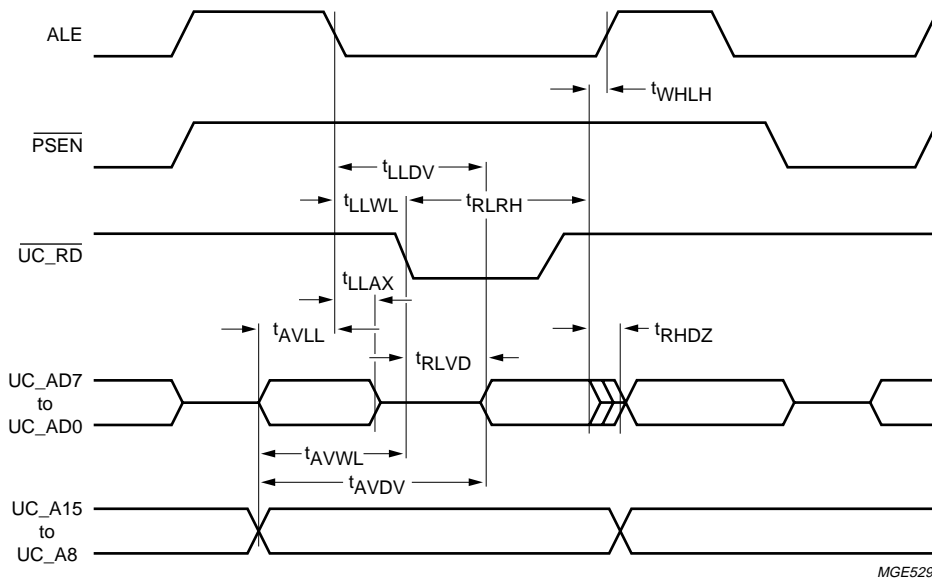 ALE
tWHLH
PSEN
tLLDV
tLLWL
tRLRH
UC_RD
tLLAX
tAVLL
tRHDZ
tRLVD
UC_AD7
to
UC_AD0
tAVWL
tAVDV
UC_A15
to
UC_A8
MGE529